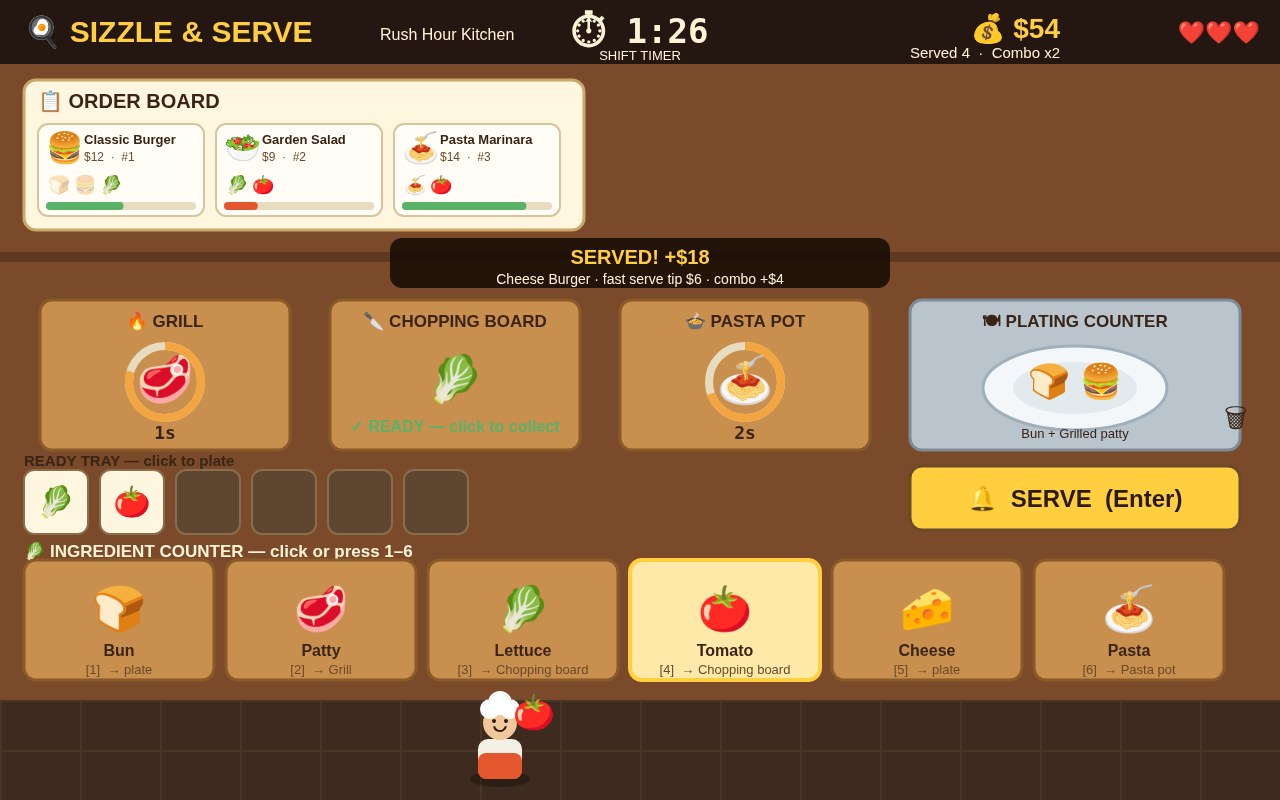 SIZZLE & SERVE
Rush Hour Kitchen
1:26
SHIFT TIMER
$54
Served 4 · Combo x2
ORDER BOARD
Classic Burger
$12 · #1
Garden Salad
$9 · #2
Pasta Marinara
$14 · #3
SERVED! +$18
Cheese Burger · fast serve tip $6 · combo +$4
GRILL
1s
CHOPPING BOARD
✓ READY — click to collect
PASTA POT
2s
PLATING COUNTER
Bun + Grilled patty
READY TRAY — click to plate
SERVE (Enter)
INGREDIENT COUNTER — click or press 1–6
Bun
[1] → plate
Patty
[2] → Grill
Lettuce
[3] → Chopping board
Tomato
[4] → Chopping board
Cheese
[5] → plate
Pasta
[6] → Pasta pot